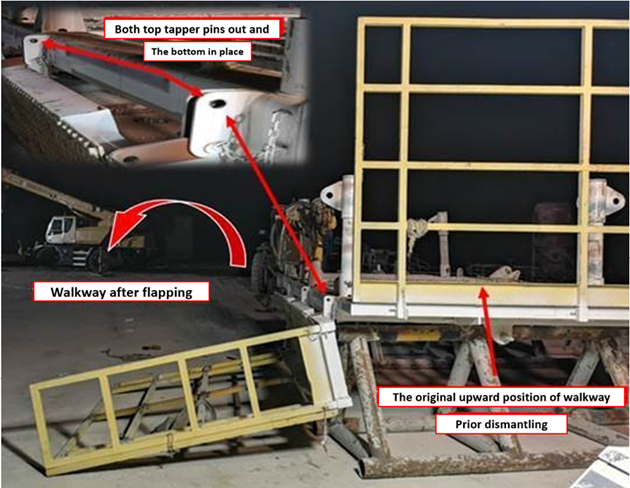 Both top tapper pins out and
The bottom in place
Walkway after flapping
The original upward position of walkway
Prior dismantling